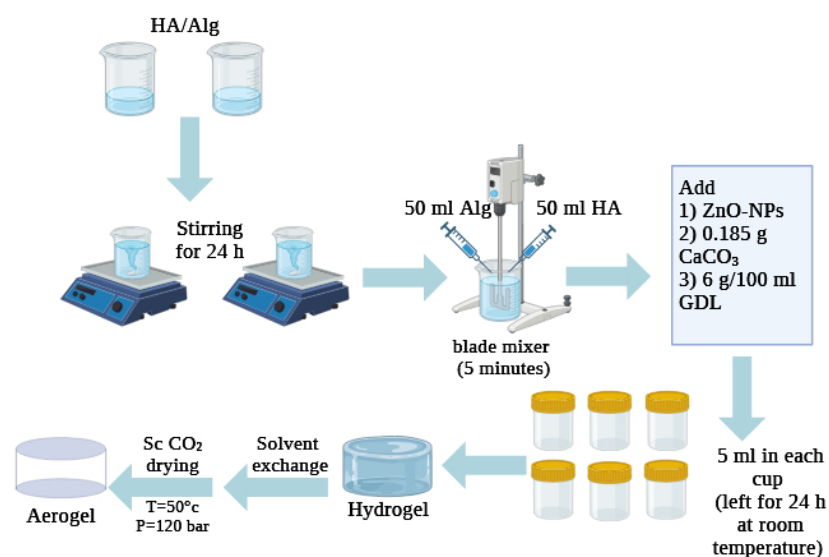 HA/Alg
Stirring
for 24 h
50 ml Alg
50 ml HA
blade mixer
(5 minutes)
Add
1) ZnO-NPs
2) 0.185 g
CaCO₃
3) 6 g/100 ml
GDL
5 ml in each
cup
(left for 24 h
at room
temperature)
Hydrogel
Solvent
exchange
Sc CO₂
drying
T=50°c
P=120 bar
Aerogel